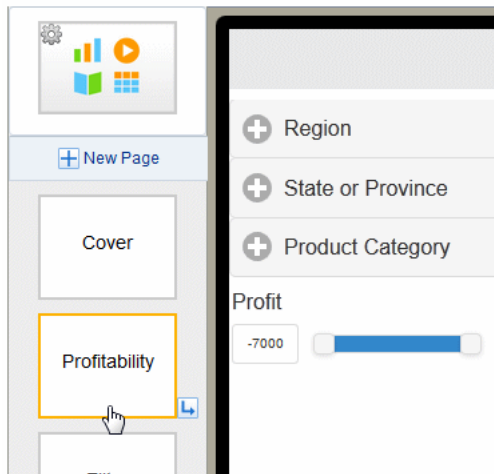 New Page
Cover
Profitability
Region
State or Province
Product Category
Profit
-7000